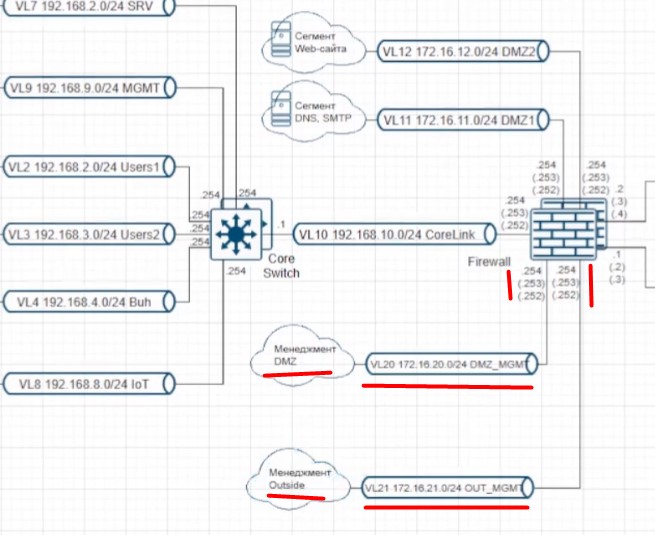 VL7 192.168.2.0/24 SRV
Сегмент
Web-сайта
VL12 172.16.12.0/24 DMZ2
VL9 192.168.9.0/24 MGMT
Сегмент
DNS, SMTP
VL11 172.16.11.0/24 DMZ1
VL2 192.168.2.0/24 Users1
.254
(.253)
(.252)
.254
(.253)
(.252)
.2
(.3)
(.4)
.254
.254
.254
.254
.254
.254
(.253)
(.252)
VL3 192.168.3.0/24 Users2
.1
VL10 192.168.10.0/24 CoreLink
Core
Switch
.254
Firewall
.254
(.253)
(.252)
.254
(.253)
(.252)
.1
(.2)
(.3)
VL4 192.168.4.0/24 Buh
Менеджмент
DMZ
VL20 172.16.20.0/24 DMZ_MGMT
VL8 192.168.8.0/24 IoT
Менеджмент
Outside
VL21 172.16.21.0/24 OUT_MGMT